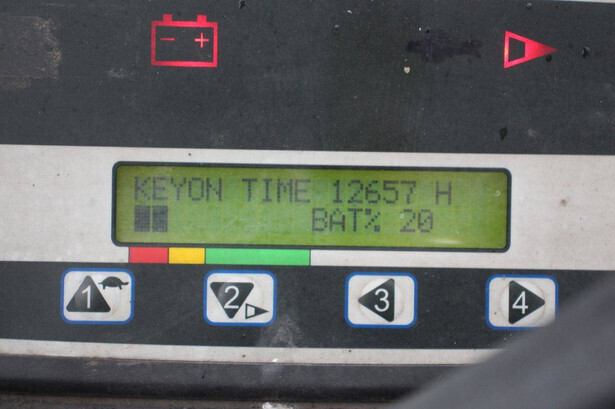 - +
KEYON TIME 12657 H
BAT% 20
1 2 3 4